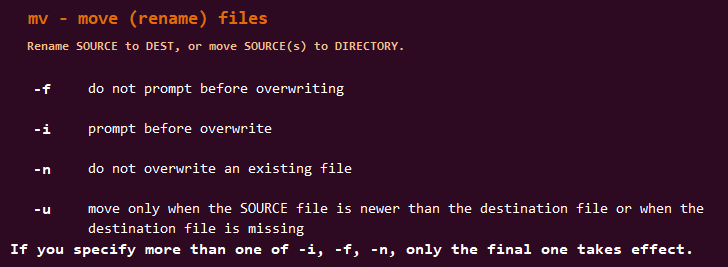 mv - move (rename) files
Rename SOURCE to DEST, or move SOURCE(s) to DIRECTORY.
-f do not prompt before overwriting
-i prompt before overwrite
-n do not overwrite an existing file
-u move only when the SOURCE file is newer than the destination file or when the
destination file is missing
If you specify more than one of -i, -f, -n, only the final one takes effect.